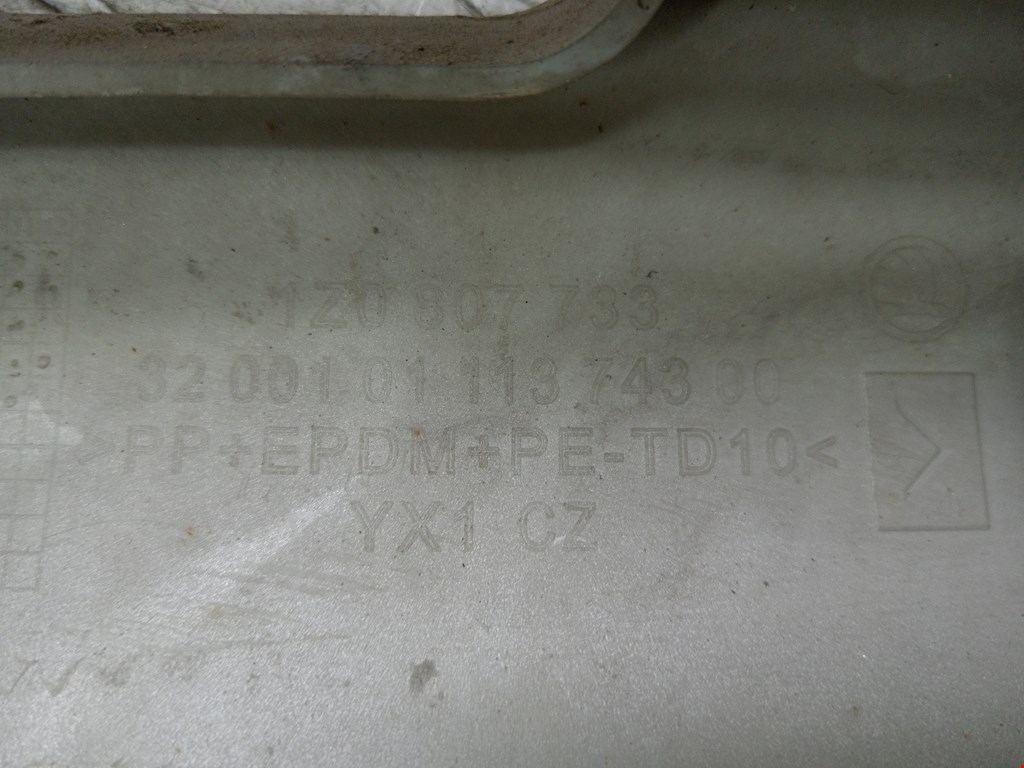 1Z0 807 733
32 001 01 113 743 00
>PP+EPDM+PE-TD10<
YX1 CZ